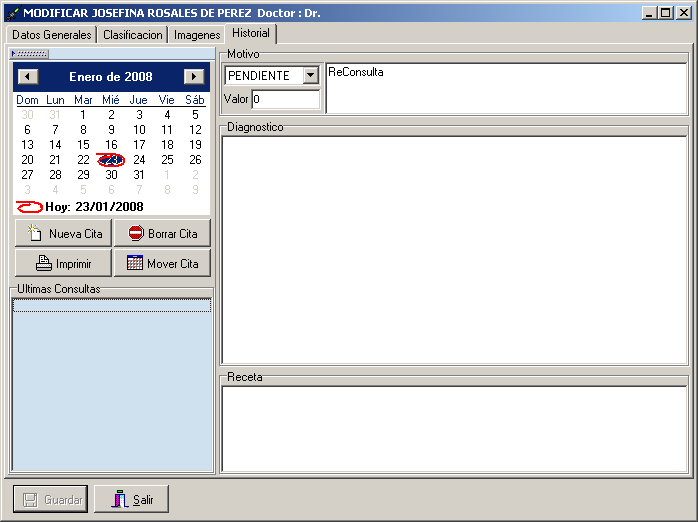 MODIFICAR JOSEFINA ROSALES DE PEREZ Doctor : Dr.
Datos Generales Clasificacion Imagenes Historial
Enero de 2008
Dom Lun Mar Mié Jue Vie Sáb
30 31 1 2 3 4 5
6 7 8 9 10 11 12
13 14 15 16 17 18 19
20 21 22 23 24 25 26
27 28 29 30 31 1 2
3 4 5 6 7 8 9
Hoy: 23/01/2008
Nueva Cita Borrar Cita
Imprimir Mover Cita
Ultimas Consultas
Motivo
PENDIENTE
Valor 0
ReConsulta
Diagnostico
Receta
Guardar Salir